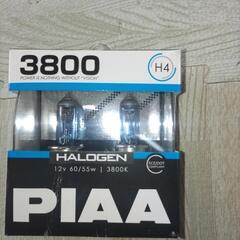 3800
POWER IS NOTHING WITHOUT "VISION"
H4
HALOGEN
12v 60/55w | 3800K
PIAA